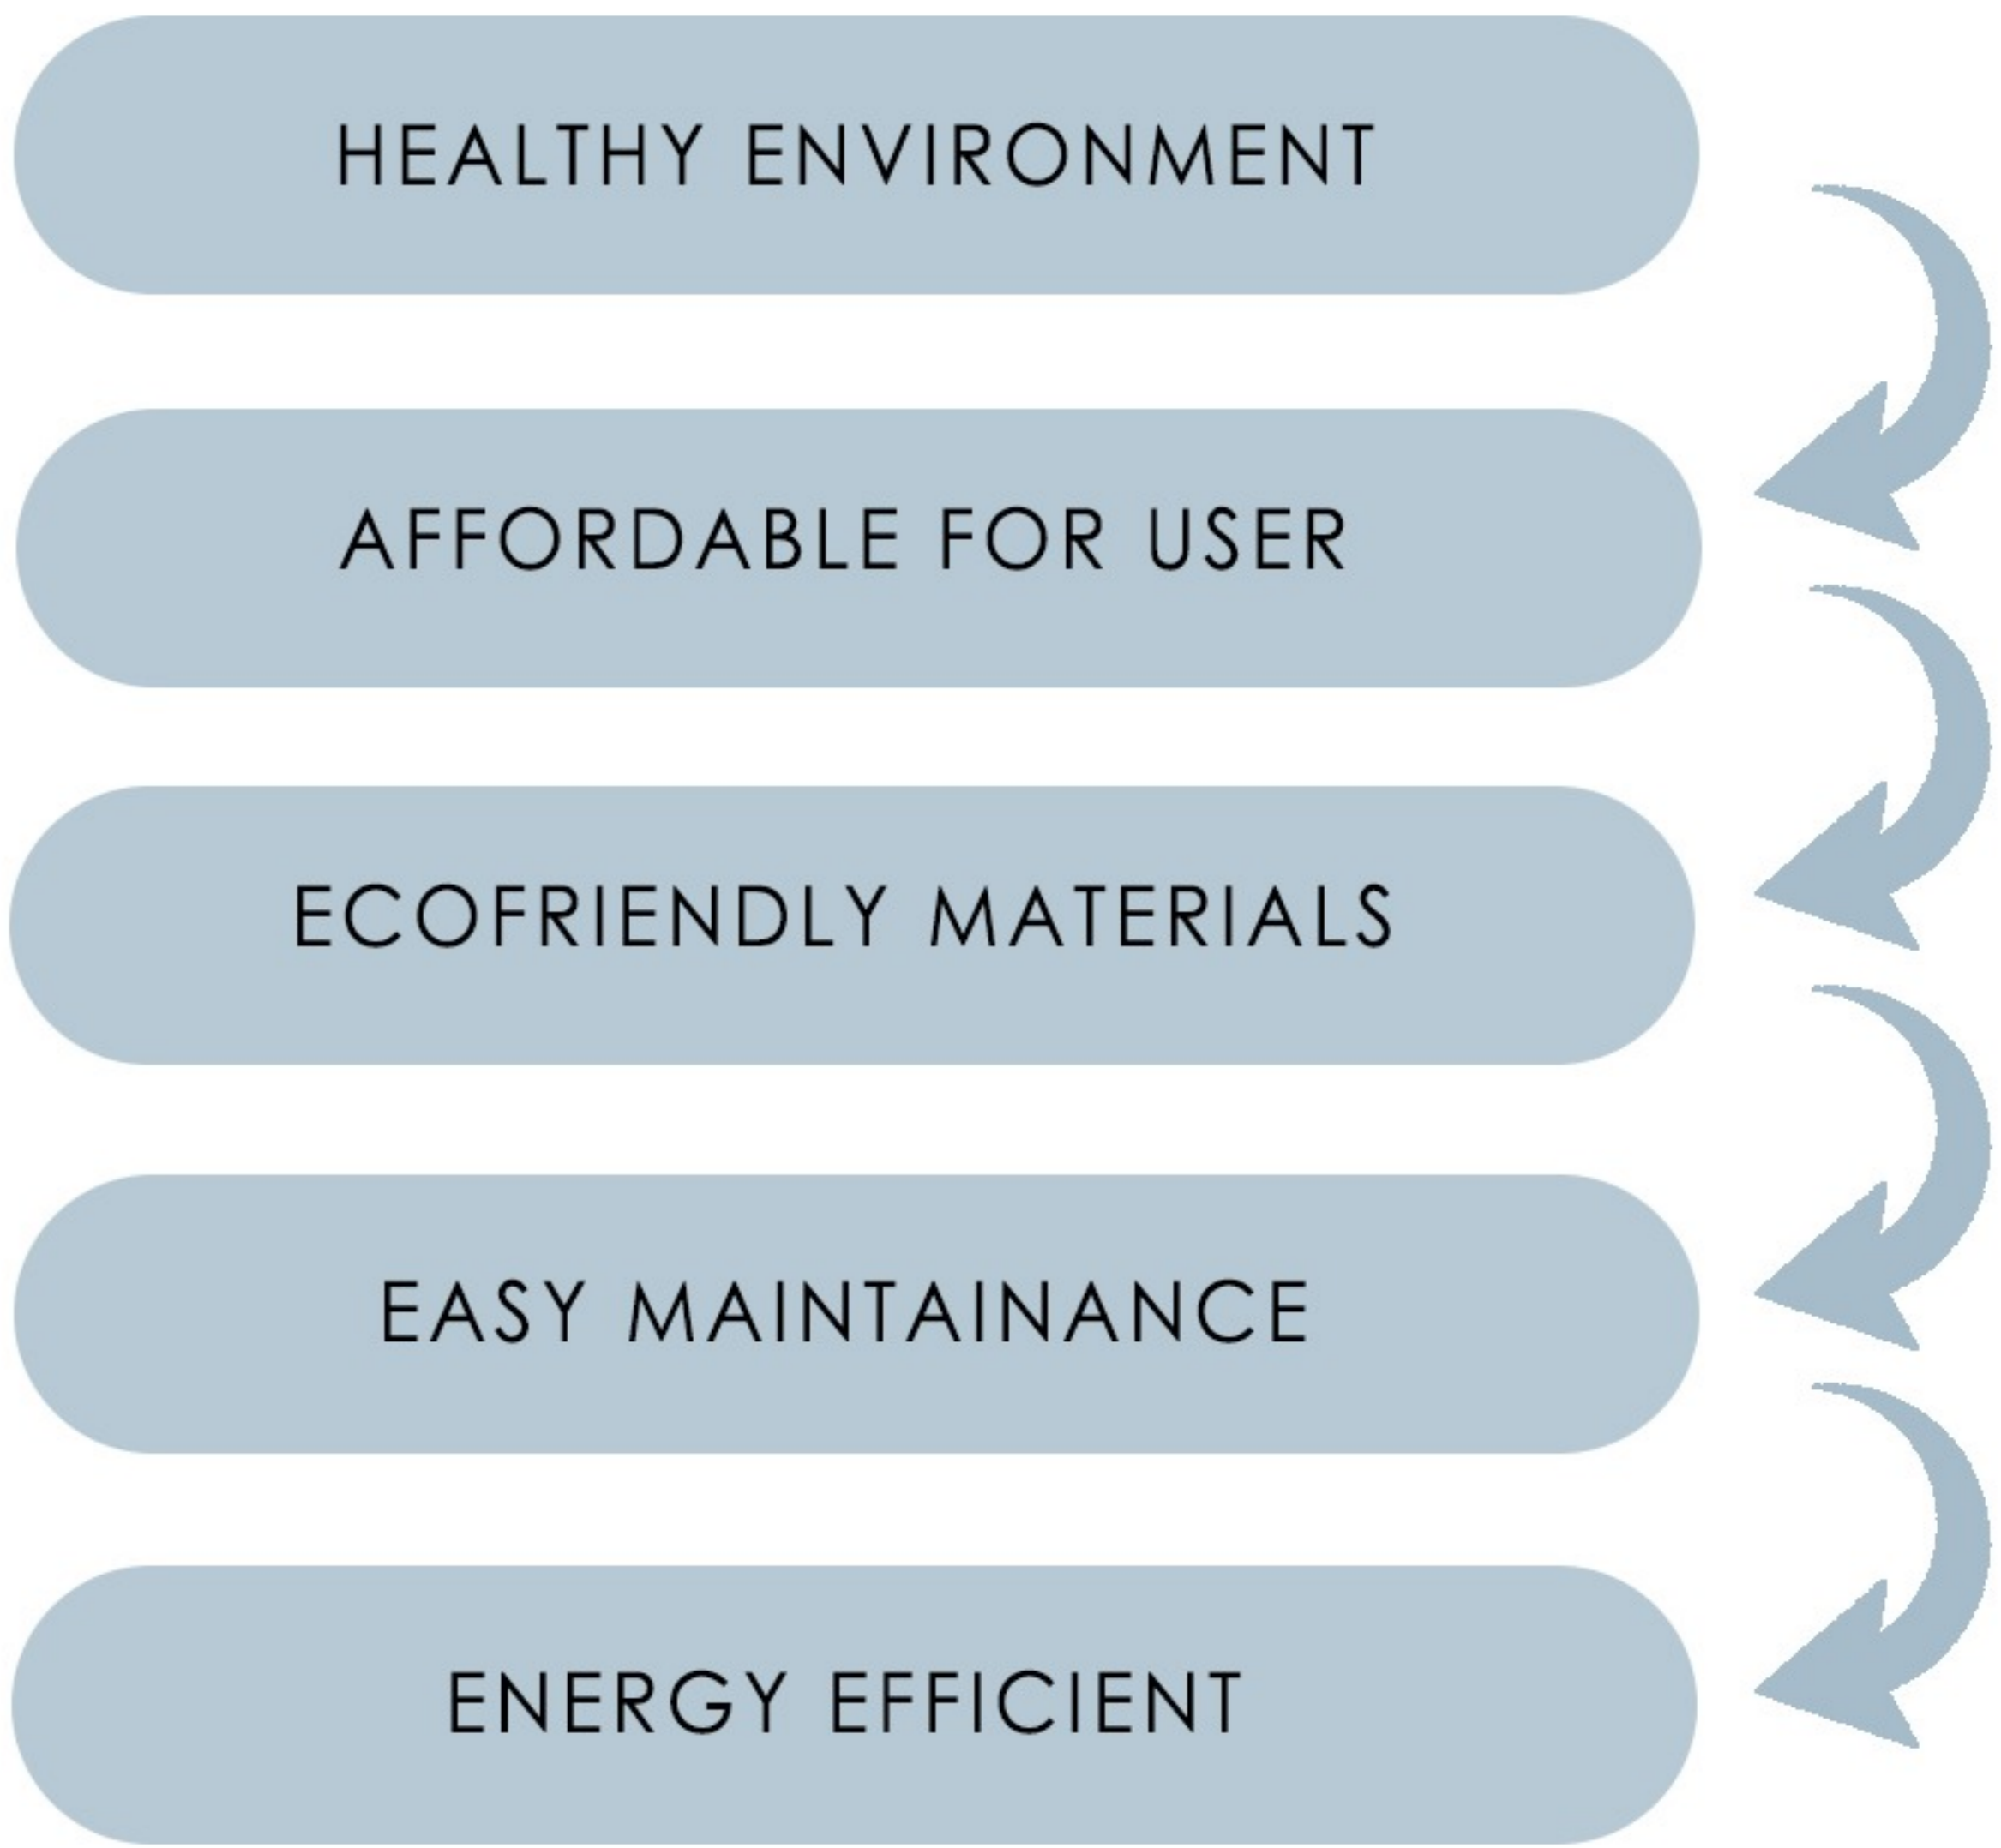 HEALTHY ENVIRONMENT
AFFORDABLE FOR USER
ECOFRIENDLY MATERIALS
EASY MAINTAINANCE
ENERGY EFFICIENT